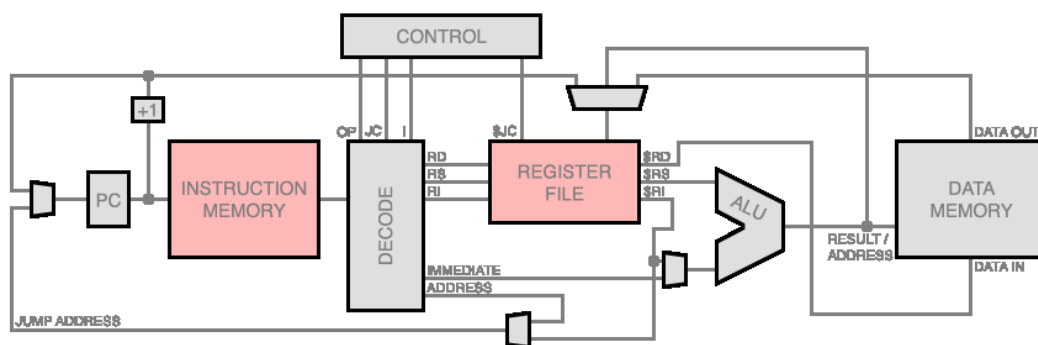 CONTROL
+1
OP
JC
I
$JC
DATA OUT
PC
INSTRUCTION
MEMORY
DECODE
RD
RS
RI
REGISTER
FILE
$RD
$RS
$RI
ALU
DATA
MEMORY
RESULT /
ADDRESS
DATA IN
IMMEDIATE
ADDRESS
JUMP ADDRESS